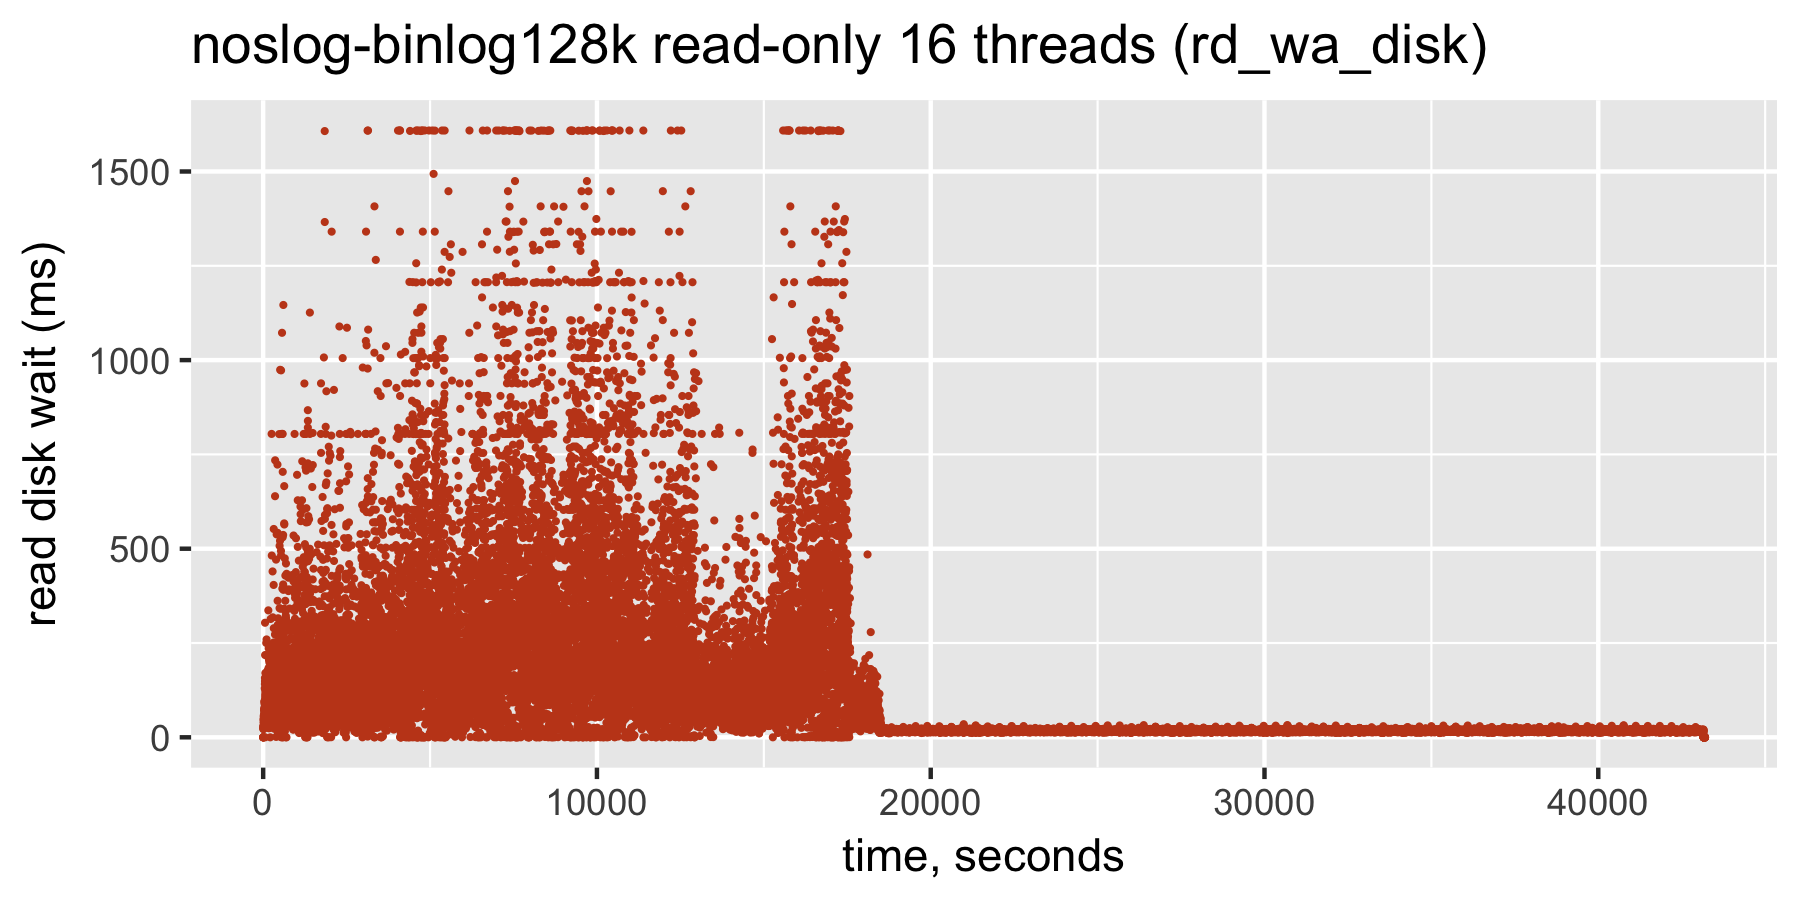 noslog-binlog128k read-only 16 threads (rd_wa_disk)
read disk wait (ms)
1500
1000
500
0
0 10000 20000 30000 40000
time, seconds